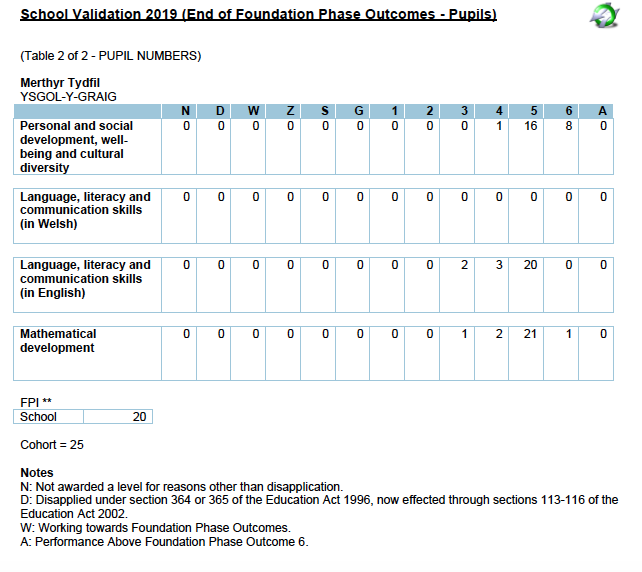 School Validation 2019 (End of Foundation Phase Outcomes - Pupils)
(Table 2 of 2 - PUPIL NUMBERS)
Merthyr Tydfil
YSGOL-Y-GRAIG
N D W Z S G 1 2 3 4 5 6 A
Personal and social 0 0 0 0 0 0 0 0 0 1 16 8 0
development, well-
being and cultural
diversity
Language, literacy and 0 0 0 0 0 0 0 0 0 0 0 0 0
communication skills
(in Welsh)
Language, literacy and 0 0 0 0 0 0 0 0 2 3 20 0 0
communication skills
(in English)
Mathematical 0 0 0 0 0 0 0 0 1 2 21 1 0
development
FPI **
School 20
Cohort = 25
Notes
N: Not awarded a level for reasons other than disapplication.
D: Disapplied under section 364 or 365 of the Education Act 1996, now effected through sections 113-116 of the
Education Act 2002.
W: Working towards Foundation Phase Outcomes.
A: Performance Above Foundation Phase Outcome 6.